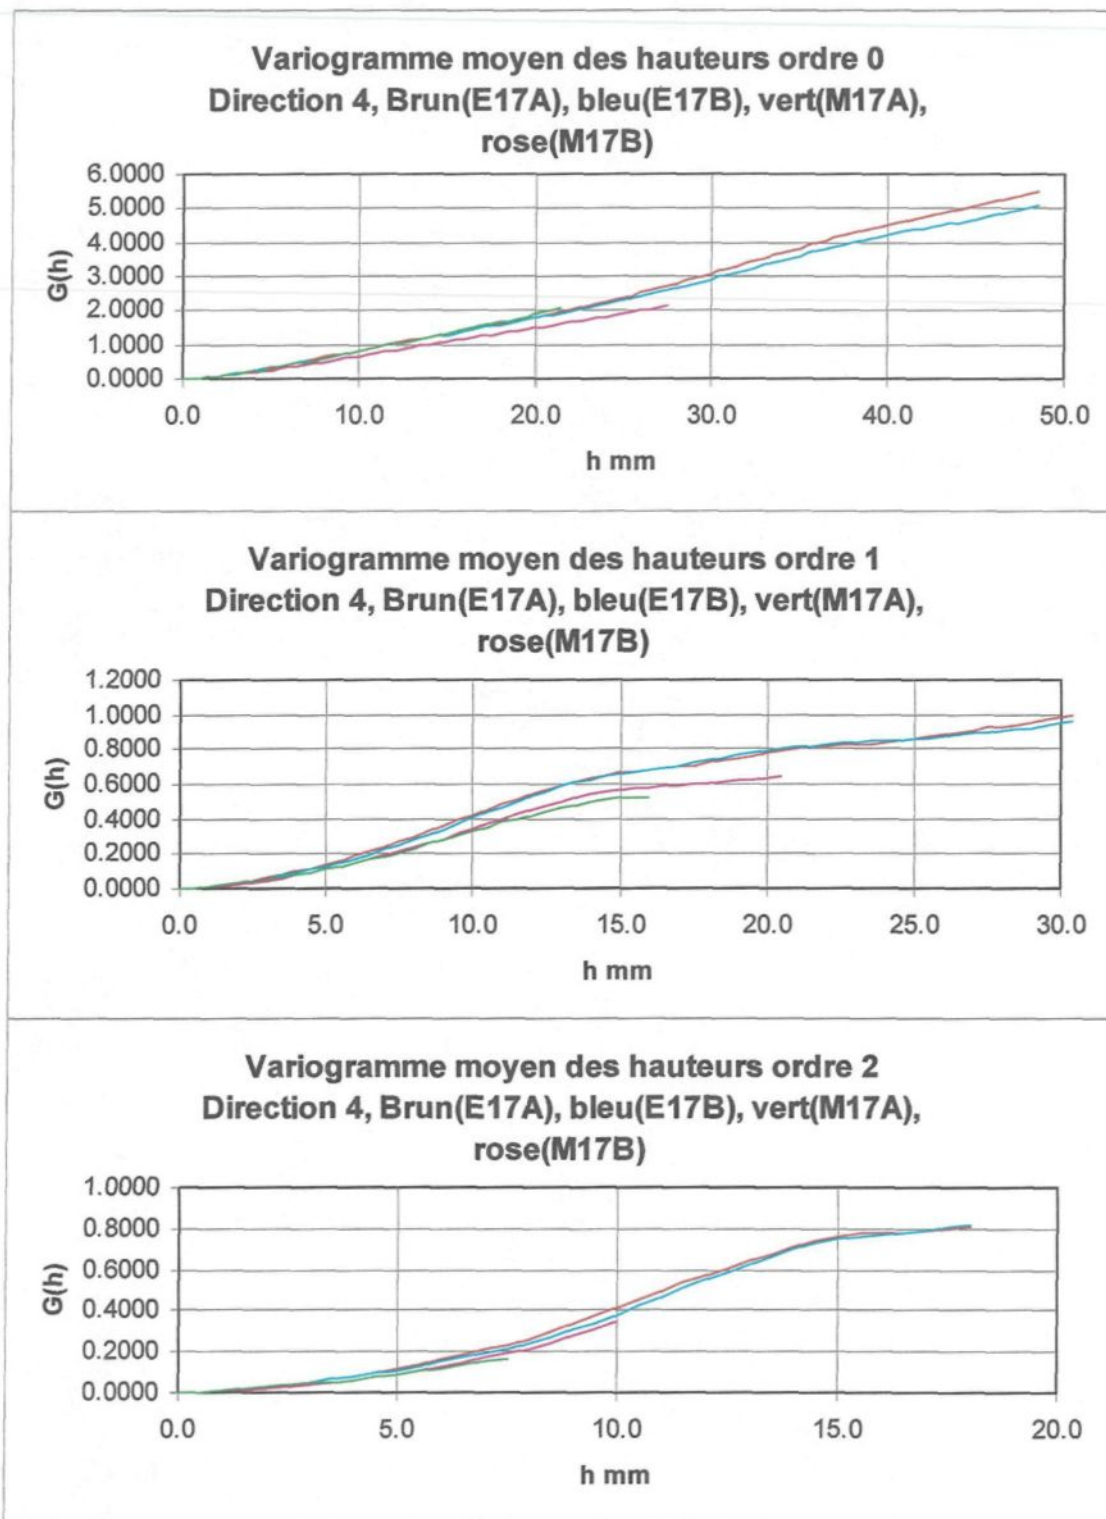 Variogramme moyen des hauteurs ordre 0
Direction 4, Brun(E17A), bleu(E17B), vert(M17A),
rose(M17B)
6.0000
5.0000
4.0000
3.0000
2.0000
1.0000
0.0000
G(h)
0.0 10.0 20.0 30.0 40.0 50.0
h mm
Variogramme moyen des hauteurs ordre 1
Direction 4, Brun(E17A), bleu(E17B), vert(M17A),
rose(M17B)
1.2000
1.0000
0.8000
0.6000
0.4000
0.2000
0.0000
G(h)
0.0 5.0 10.0 15.0 20.0 25.0 30.0
h mm
Variogramme moyen des hauteurs ordre 2
Direction 4, Brun(E17A), bleu(E17B), vert(M17A),
rose(M17B)
1.0000
0.8000
0.6000
0.4000
0.2000
0.0000
G(h)
0.0 5.0 10.0 15.0 20.0
h mm